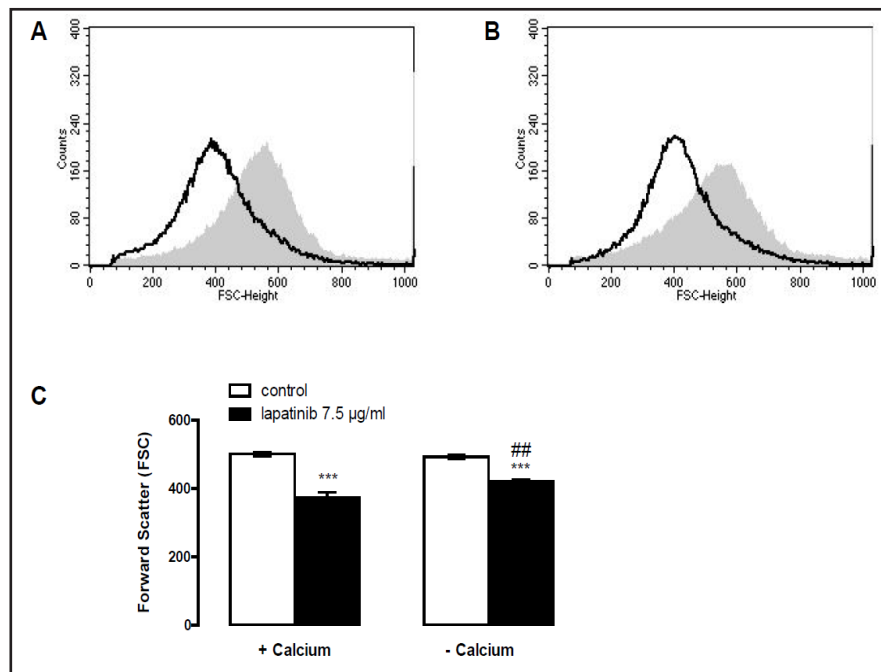 A
400
320
240
160
80
0
Counts
0 200 400 600 800 1000
FSC-Height
B
400
320
240
160
80
0
Counts
0 200 400 600 800 1000
FSC-Height
C
control
lapatinib 7.5 µg/ml
600
400
200
0
Forward Scatter (FSC)
***
##
***
+ Calcium - Calcium